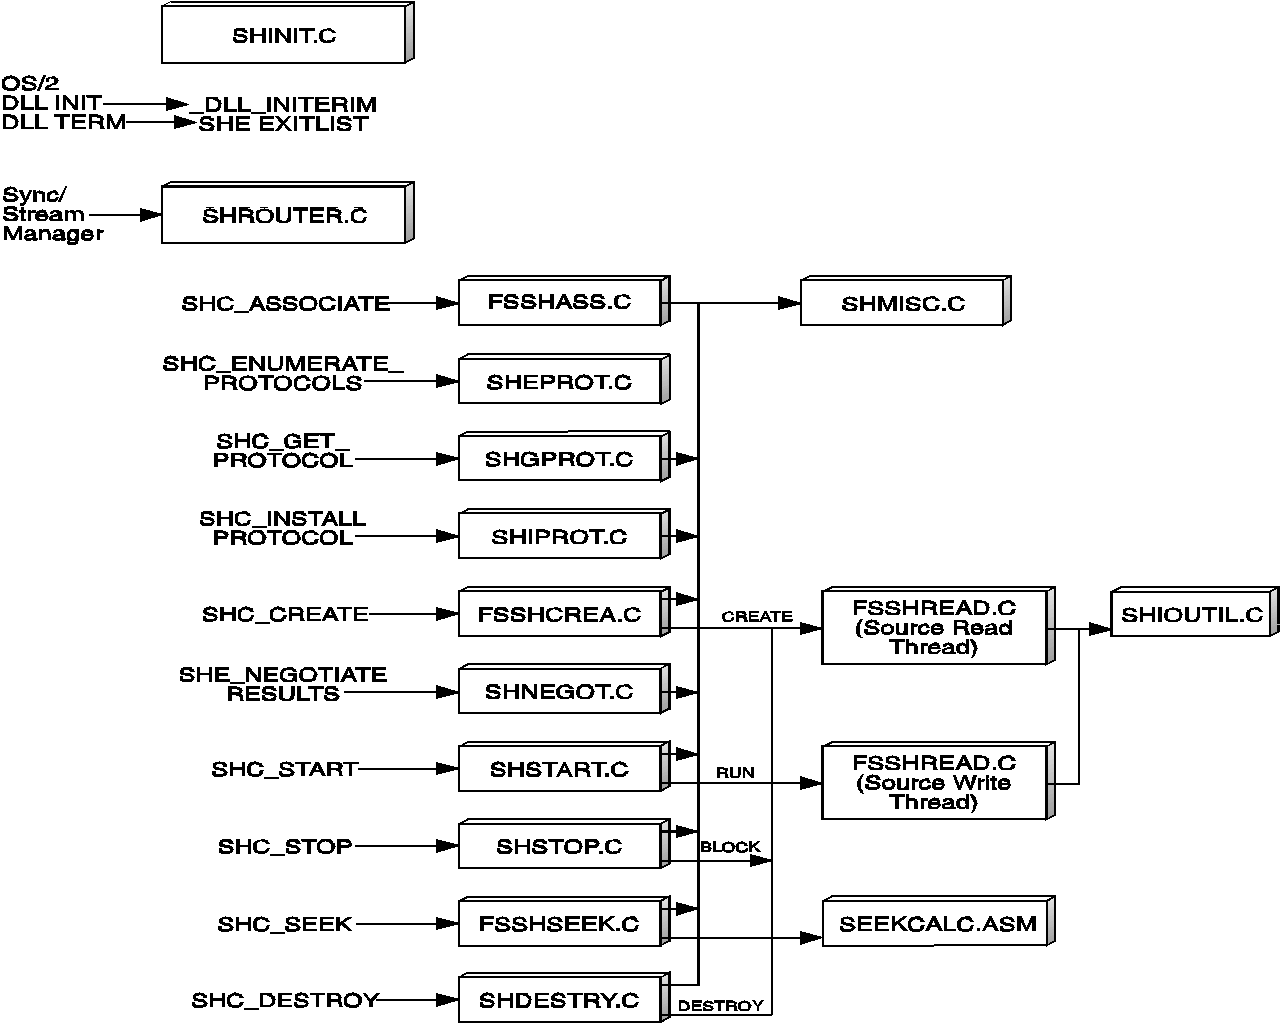 SHINIT.C
OS/2
DLL INIT
_DLL_INITERIM
DLL TERM
SHE EXITLIST
Sync/
Stream
Manager
SHROUTER.C
SHC_ASSOCIATE
FSSHASS.C
SHMISC.C
SHC_ENUMERATE_
PROTOCOLS
SHEPROT.C
SHC_GET_
PROTOCOL
SHGPROT.C
SHC_INSTALL
PROTOCOL
SHIPROT.C
SHC_CREATE
FSSHCREA.C
CREATE
FSSHREAD.C
(Source Read
Thread)
SHIOUTIL.C
SHE_NEGOTIATE
RESULTS
SHNEGOT.C
SHC_START
SHSTART.C
RUN
FSSHREAD.C
(Source Write
Thread)
SHC_STOP
SHSTOP.C
BLOCK
SHC_SEEK
FSSHSEEK.C
SEEKCALC.ASM
SHC_DESTROY
SHDESTRY.C
DESTROY